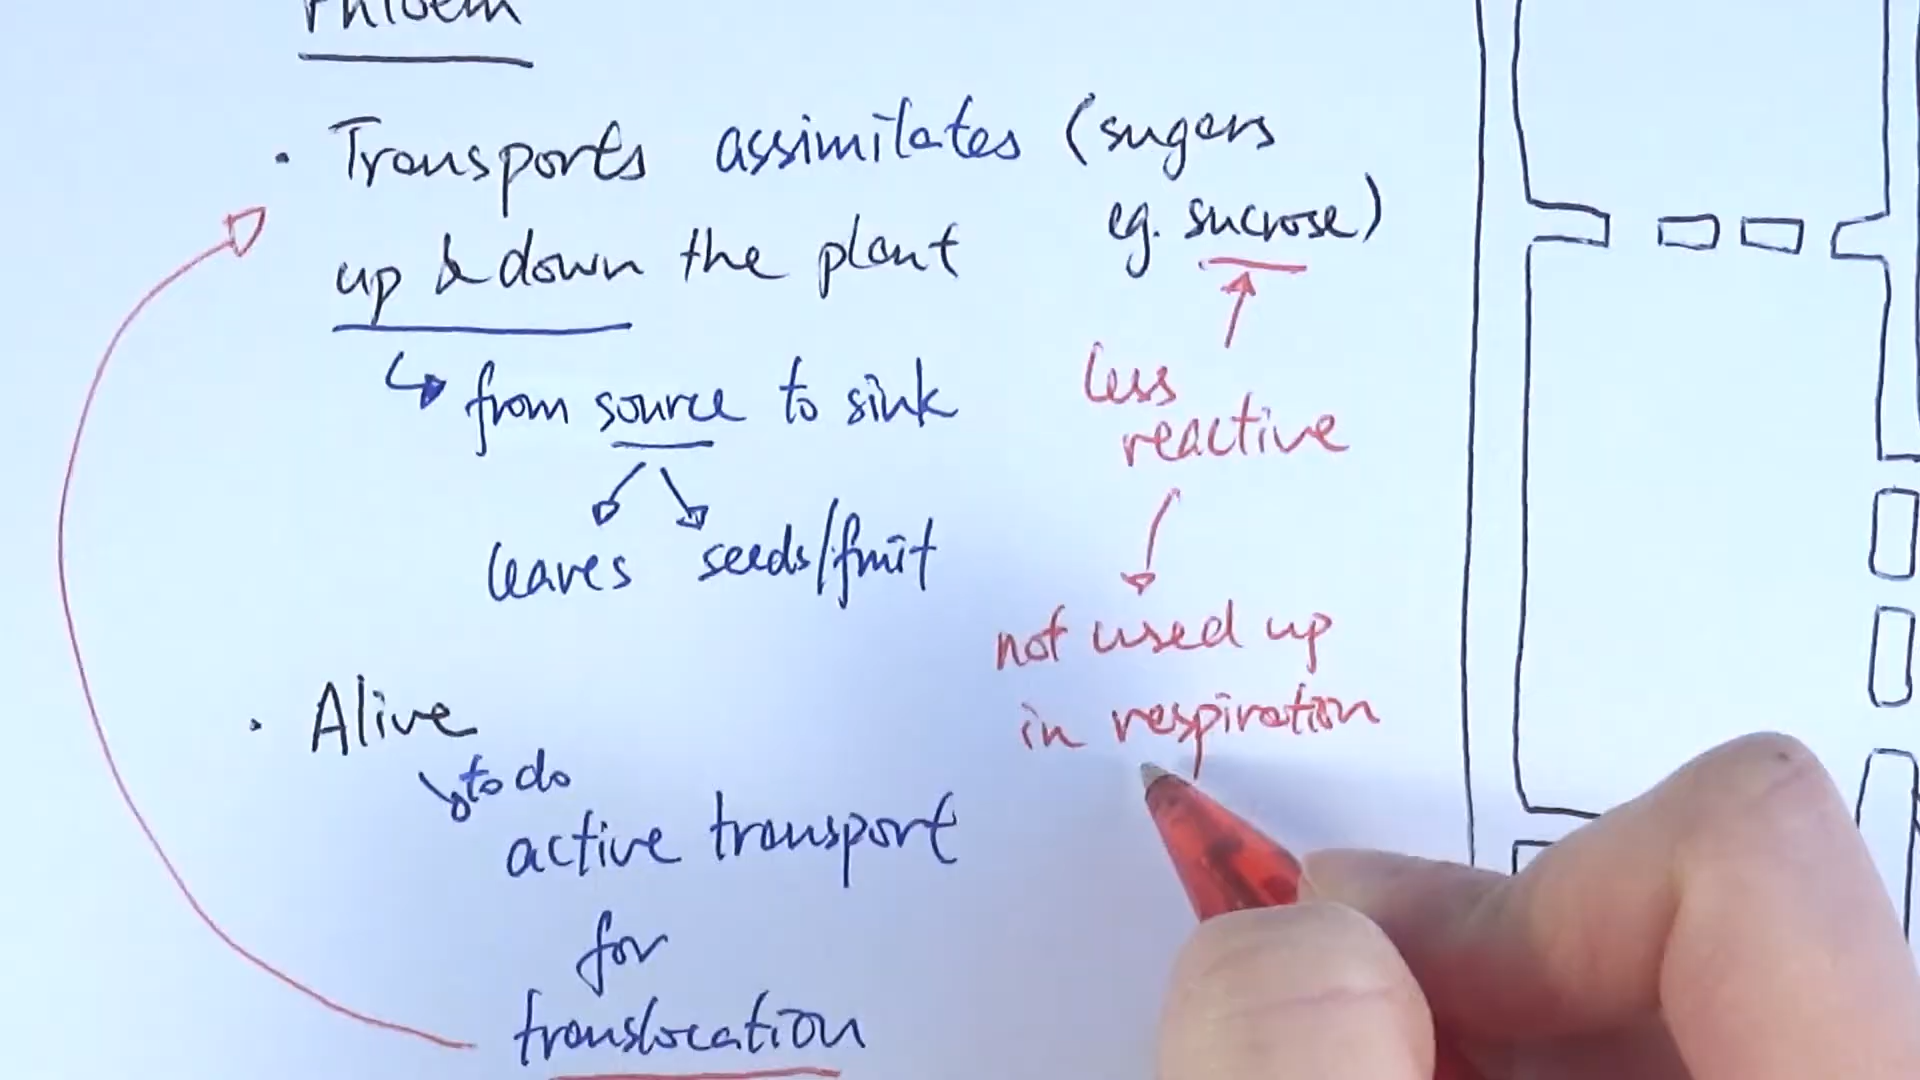 Phloem
· Transports assimilates (sugars
eg. sucrose)
up & down the plant
from source to sink
leaves seeds/fruit
less
reactive
not used up
in respiration
· Alive
to do
active transport
for
translocation